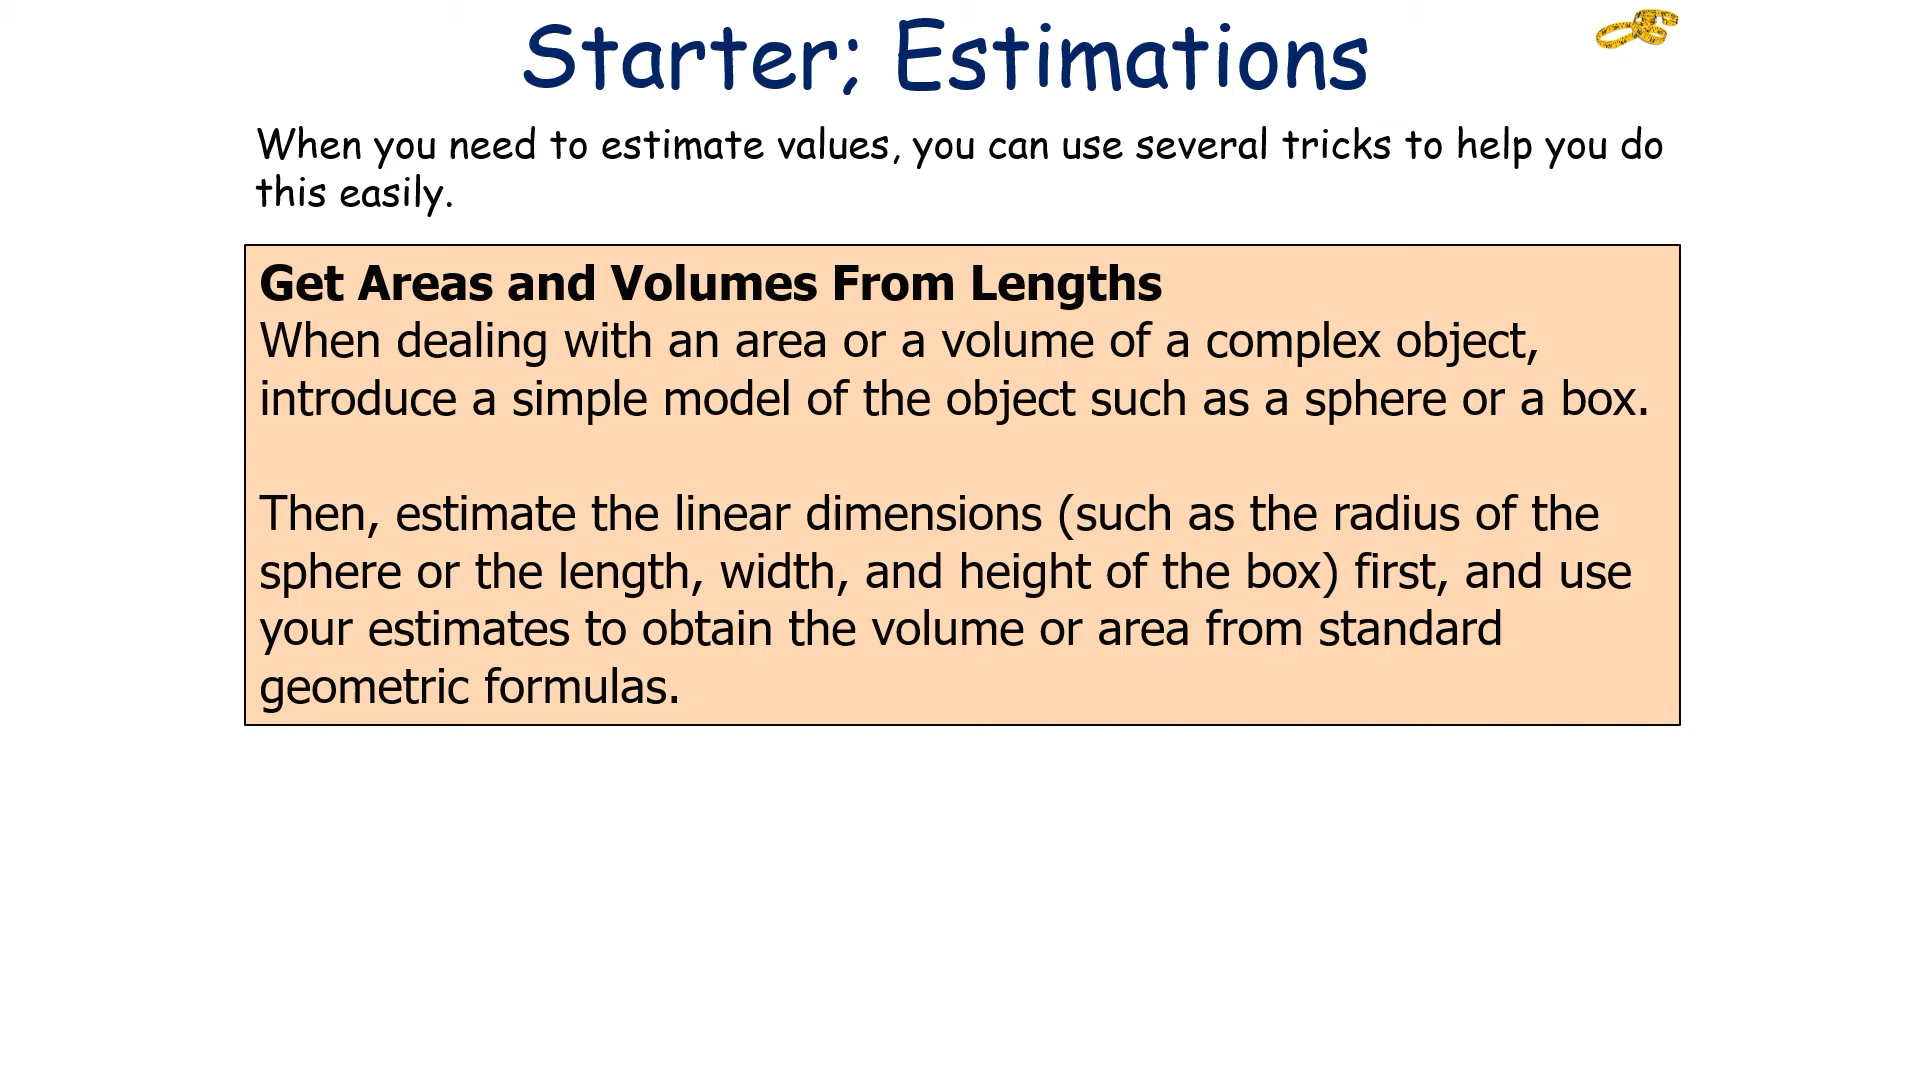 Starter; Estimations
When you need to estimate values, you can use several tricks to help you do
this easily.
Get Areas and Volumes From Lengths
When dealing with an area or a volume of a complex object,
introduce a simple model of the object such as a sphere or a box.
Then, estimate the linear dimensions (such as the radius of the
sphere or the length, width, and height of the box) first, and use
your estimates to obtain the volume or area from standard
geometric formulas.